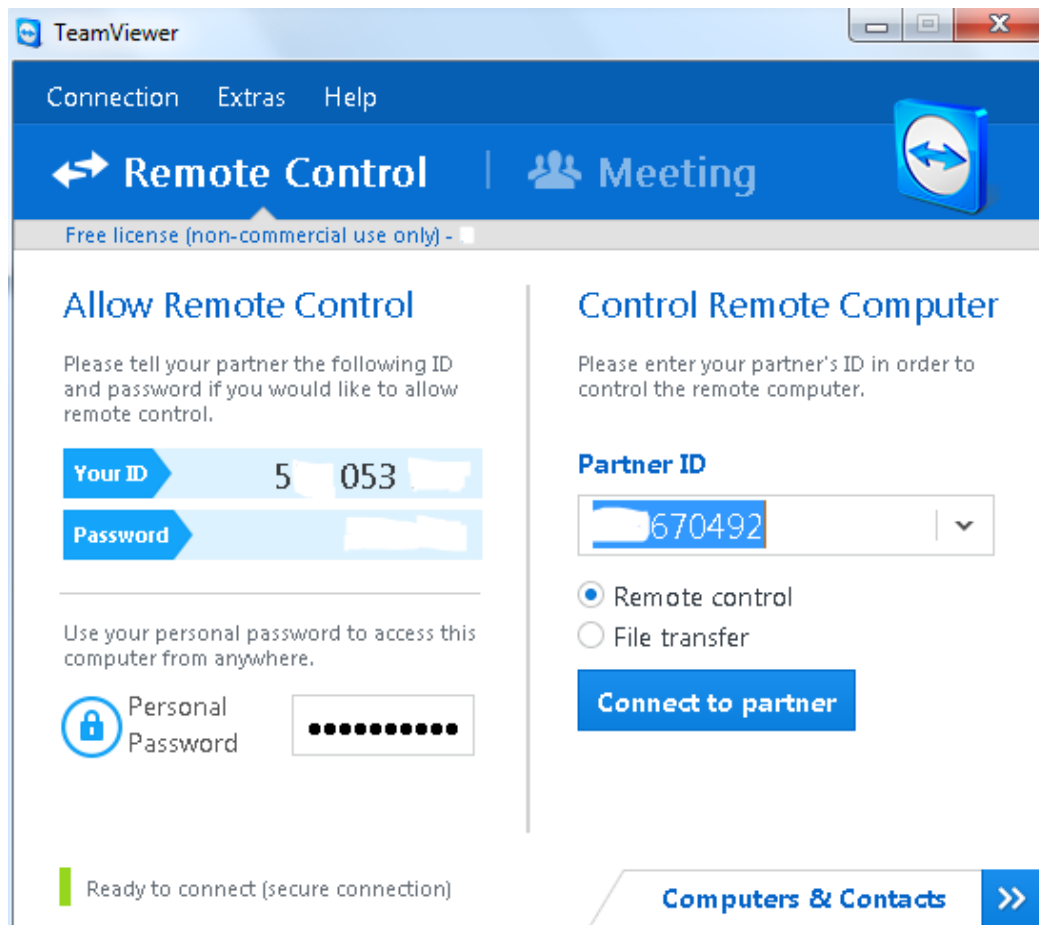 TeamViewer
Connection Extras Help
Remote Control Meeting
Free license (non-commercial use only) -
Allow Remote Control
Please tell your partner the following ID
and password if you would like to allow
remote control.
Your ID 5 053
Password
Use your personal password to access this
computer from anywhere.
Personal
Password
Ready to connect (secure connection)
Control Remote Computer
Please enter your partner's ID in order to
control the remote computer.
Partner ID
670492
Remote control
File transfer
Connect to partner
Computers & Contacts